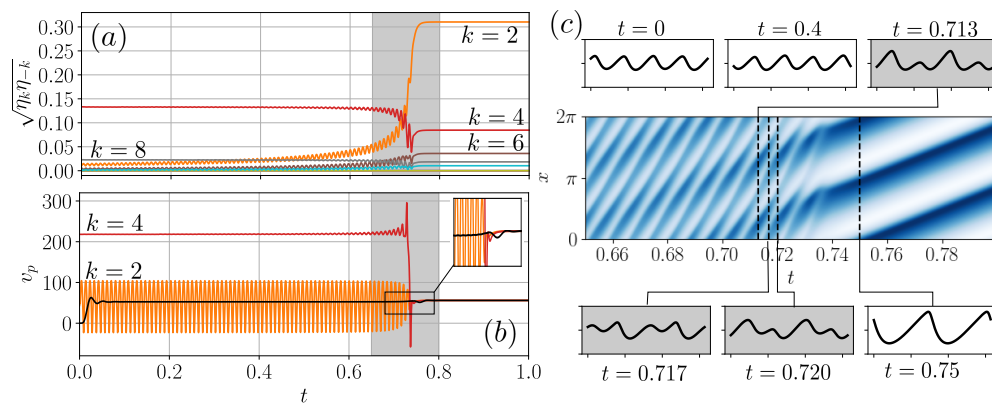 (a)
√η_kη_{-k}
0.30
0.25
0.20
0.15
0.10
0.05
0.00
k = 2
k = 4
k = 6
k = 8
v_p
300
200
100
0
k = 4
k = 2
(b)
0.0
0.2
0.4
0.6
0.8
1.0
t
(c)
t = 0
t = 0.4
t = 0.713
x
2π
π
0
0.66
0.68
0.70
0.72
0.74
0.76
0.78
t
t = 0.717
t = 0.720
t = 0.75